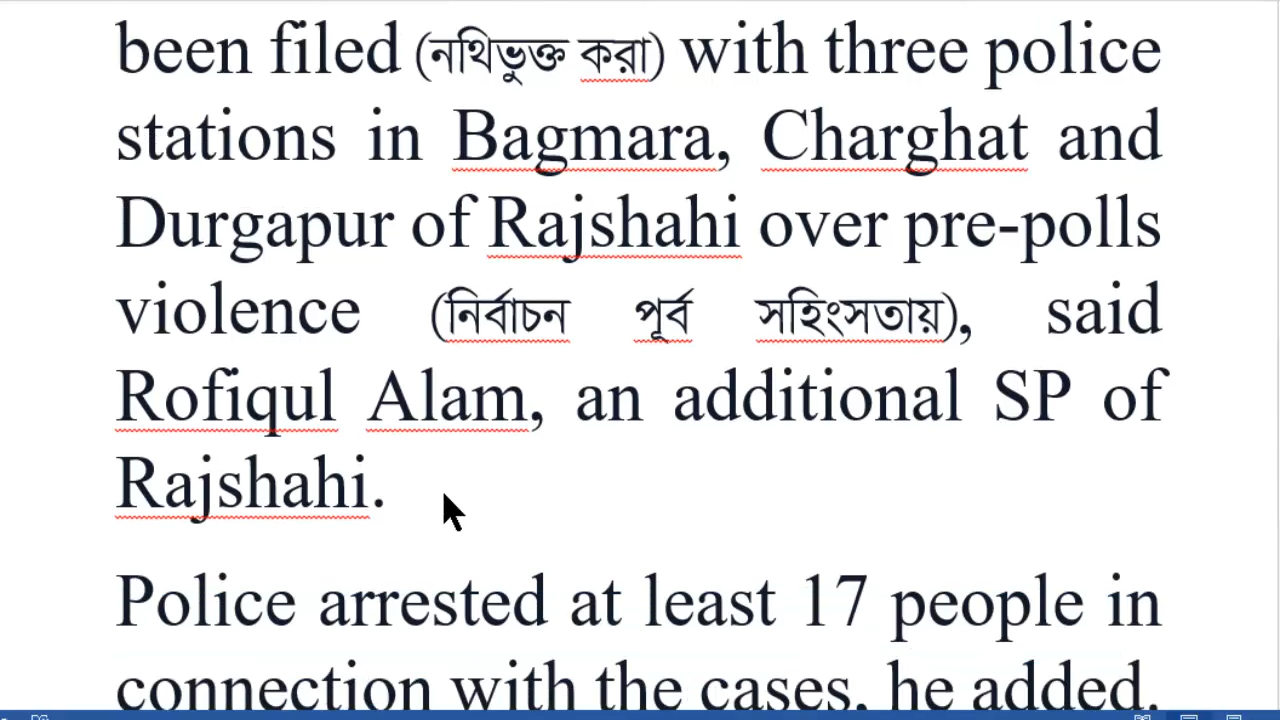 been filed (নথিভুক্ত করা) with three police
stations in Bagmara, Charghat and
Durgapur of Rajshahi over pre-polls
violence (নির্বাচন পূর্ব সহিংসতায়), said
Rofiqul Alam, an additional SP of
Rajshahi.
Police arrested at least 17 people in
connection with the cases, he added.